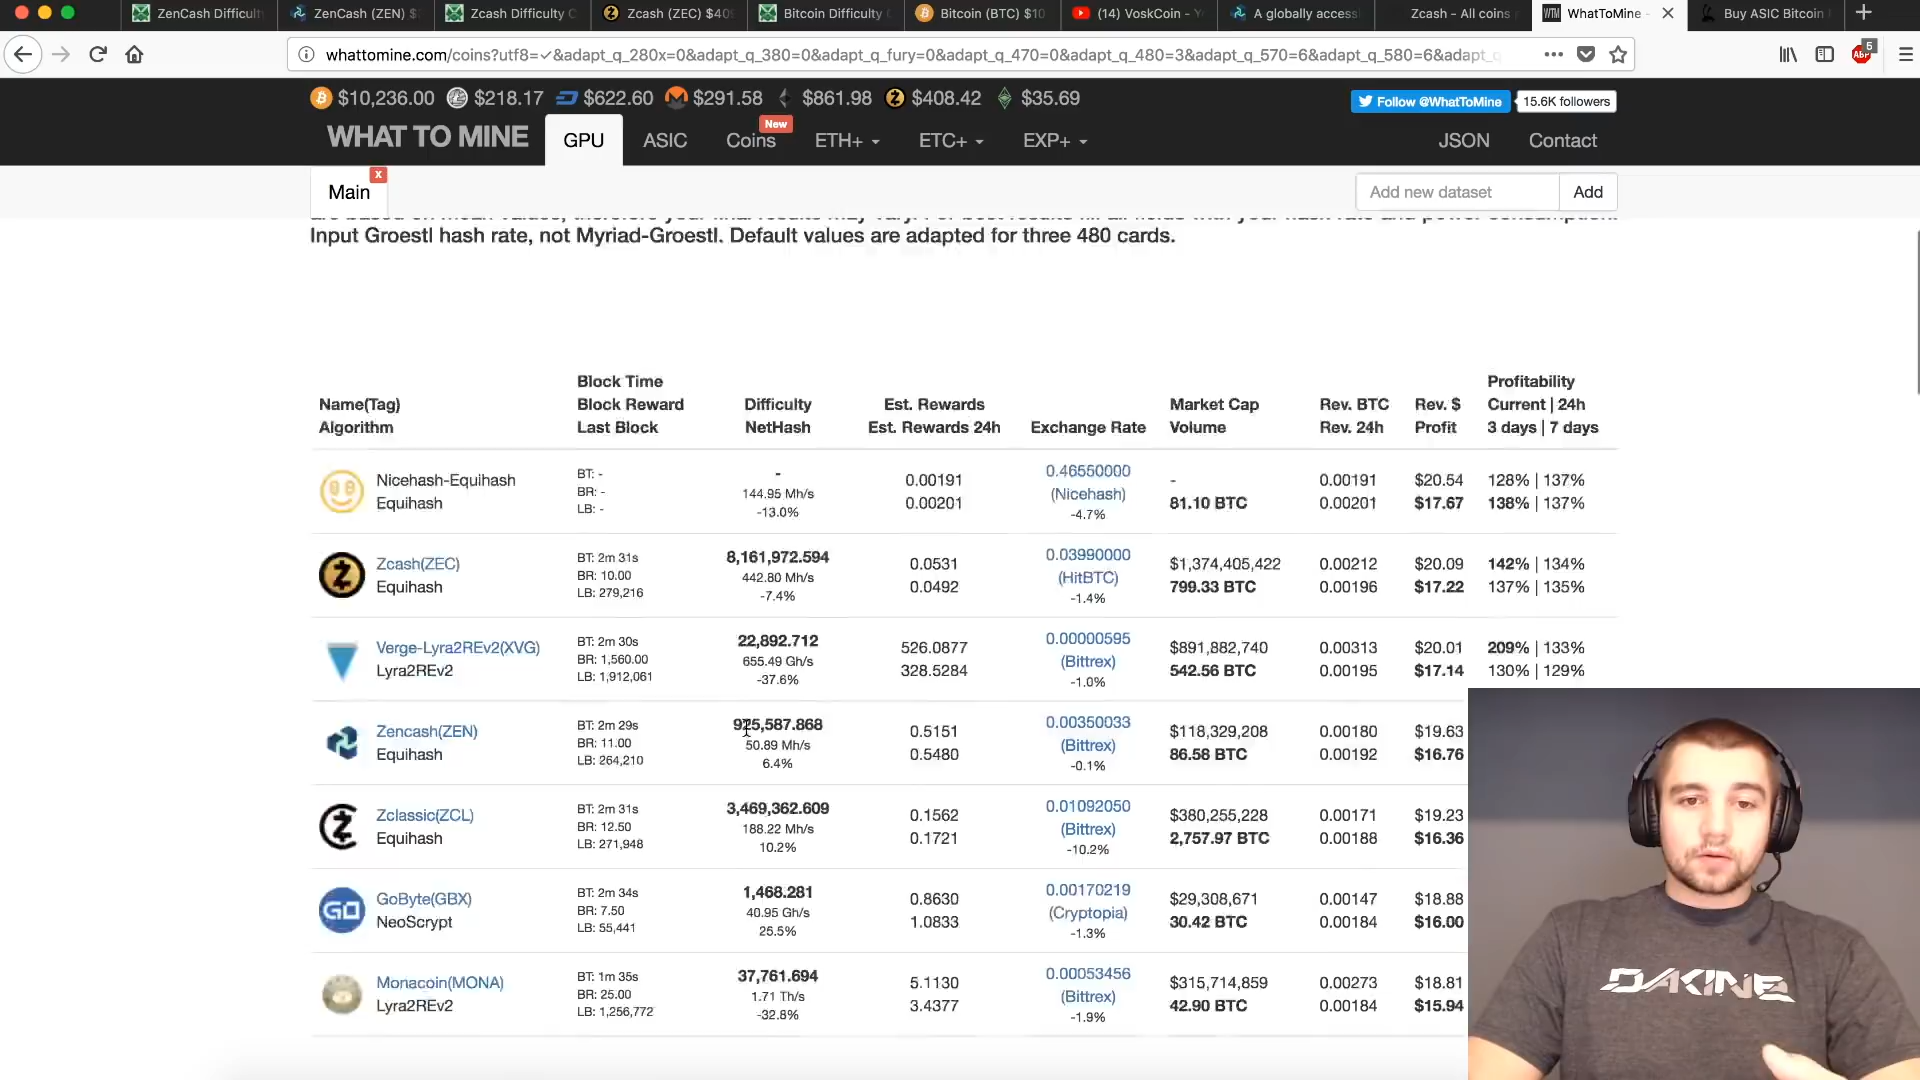 ZenCash Difficult
ZenCash (ZEN) $
Zcash Difficulty C
Zcash (ZEC) $40
Bitcoin Difficulty
Bitcoin (BTC) $10
(14) VoskCoin - Y
A globally access
Zcash - All coins
WhatToMine -
Buy ASIC Bitcoin
whattomine.com/coins?utf8=✓&adapt_q_280x=0&adapt_q_380=0&adapt_q_fury=0&adapt_q_470=0&adapt_q_480=3&adapt_q_570=6&adapt_q_580=6&adapt_q
ABP
5
$10,236.00 $218.17 $622.60 $291.58 $861.98 $408.42 $35.69
Follow @WhatToMine 15.6K followers
WHAT TO MINE GPU ASIC Coins New ETH+ ETC+ EXP+ JSON Contact
Main x
Add new dataset Add
Input Groestl hash rate, not Myriad-Groestl. Default values are adapted for three 480 cards.
Block Time Profitability
Name(Tag) Block Reward Difficulty Est. Rewards Market Cap Rev. BTC Rev. $ Current | 24h
Algorithm Last Block NetHash Est. Rewards 24h Exchange Rate Volume Rev. 24h Profit 3 days | 7 days
Nicehash-Equihash
Equihash
BT: -
BR: -
LB: -
-
144.95 Mh/s
-13.0%
0.00191
0.00201
0.46550000
(Nicehash)
-4.7%
-
81.10 BTC
0.00191
0.00201
$20.54
$17.67
128% | 137%
138% | 137%
Zcash(ZEC)
Equihash
BT: 2m 31s
BR: 10.00
LB: 279,216
8,161,972.594
442.80 Mh/s
-7.4%
0.0531
0.0492
0.03990000
(HitBTC)
-1.4%
$1,374,405,422
799.33 BTC
0.00212
0.00196
$20.09
$17.22
142% | 134%
137% | 135%
Verge-Lyra2REv2(XVG)
Lyra2REv2
BT: 2m 30s
BR: 1,560.00
LB: 1,912,061
22,892.712
655.49 Gh/s
-37.6%
526.0877
328.5284
0.00000595
(Bittrex)
-1.0%
$891,882,740
542.56 BTC
0.00313
0.00195
$20.01
$17.14
209% | 133%
130% | 129%
Zencash(ZEN)
Equihash
BT: 2m 29s
BR: 11.00
LB: 264,210
975,587.868
50.89 Mh/s
6.4%
0.5151
0.5480
0.00350033
(Bittrex)
-0.1%
$118,329,208
86.58 BTC
0.00180
0.00192
$19.63
$16.76
Zclassic(ZCL)
Equihash
BT: 2m 31s
BR: 12.50
LB: 271,948
3,469,362.609
188.22 Mh/s
10.2%
0.1562
0.1721
0.01092050
(Bittrex)
-10.2%
$380,255,228
2,757.97 BTC
0.00171
0.00188
$19.23
$16.36
GoByte(GBX)
NeoScrypt
GO
BT: 2m 34s
BR: 7.50
LB: 55,441
1,468.281
40.95 Gh/s
25.5%
0.8630
1.0833
0.00170219
(Cryptopia)
-1.3%
$29,308,671
30.42 BTC
0.00147
0.00184
$18.88
$16.00
Monacoin(MONA)
Lyra2REv2
BT: 1m 35s
BR: 25.00
LB: 1,256,772
37,761.694
1.71 Th/s
-32.8%
5.1130
3.4377
0.00053456
(Bittrex)
-1.9%
$315,714,859
42.90 BTC
0.00273
0.00184
$18.81
$15.94
DAKINE